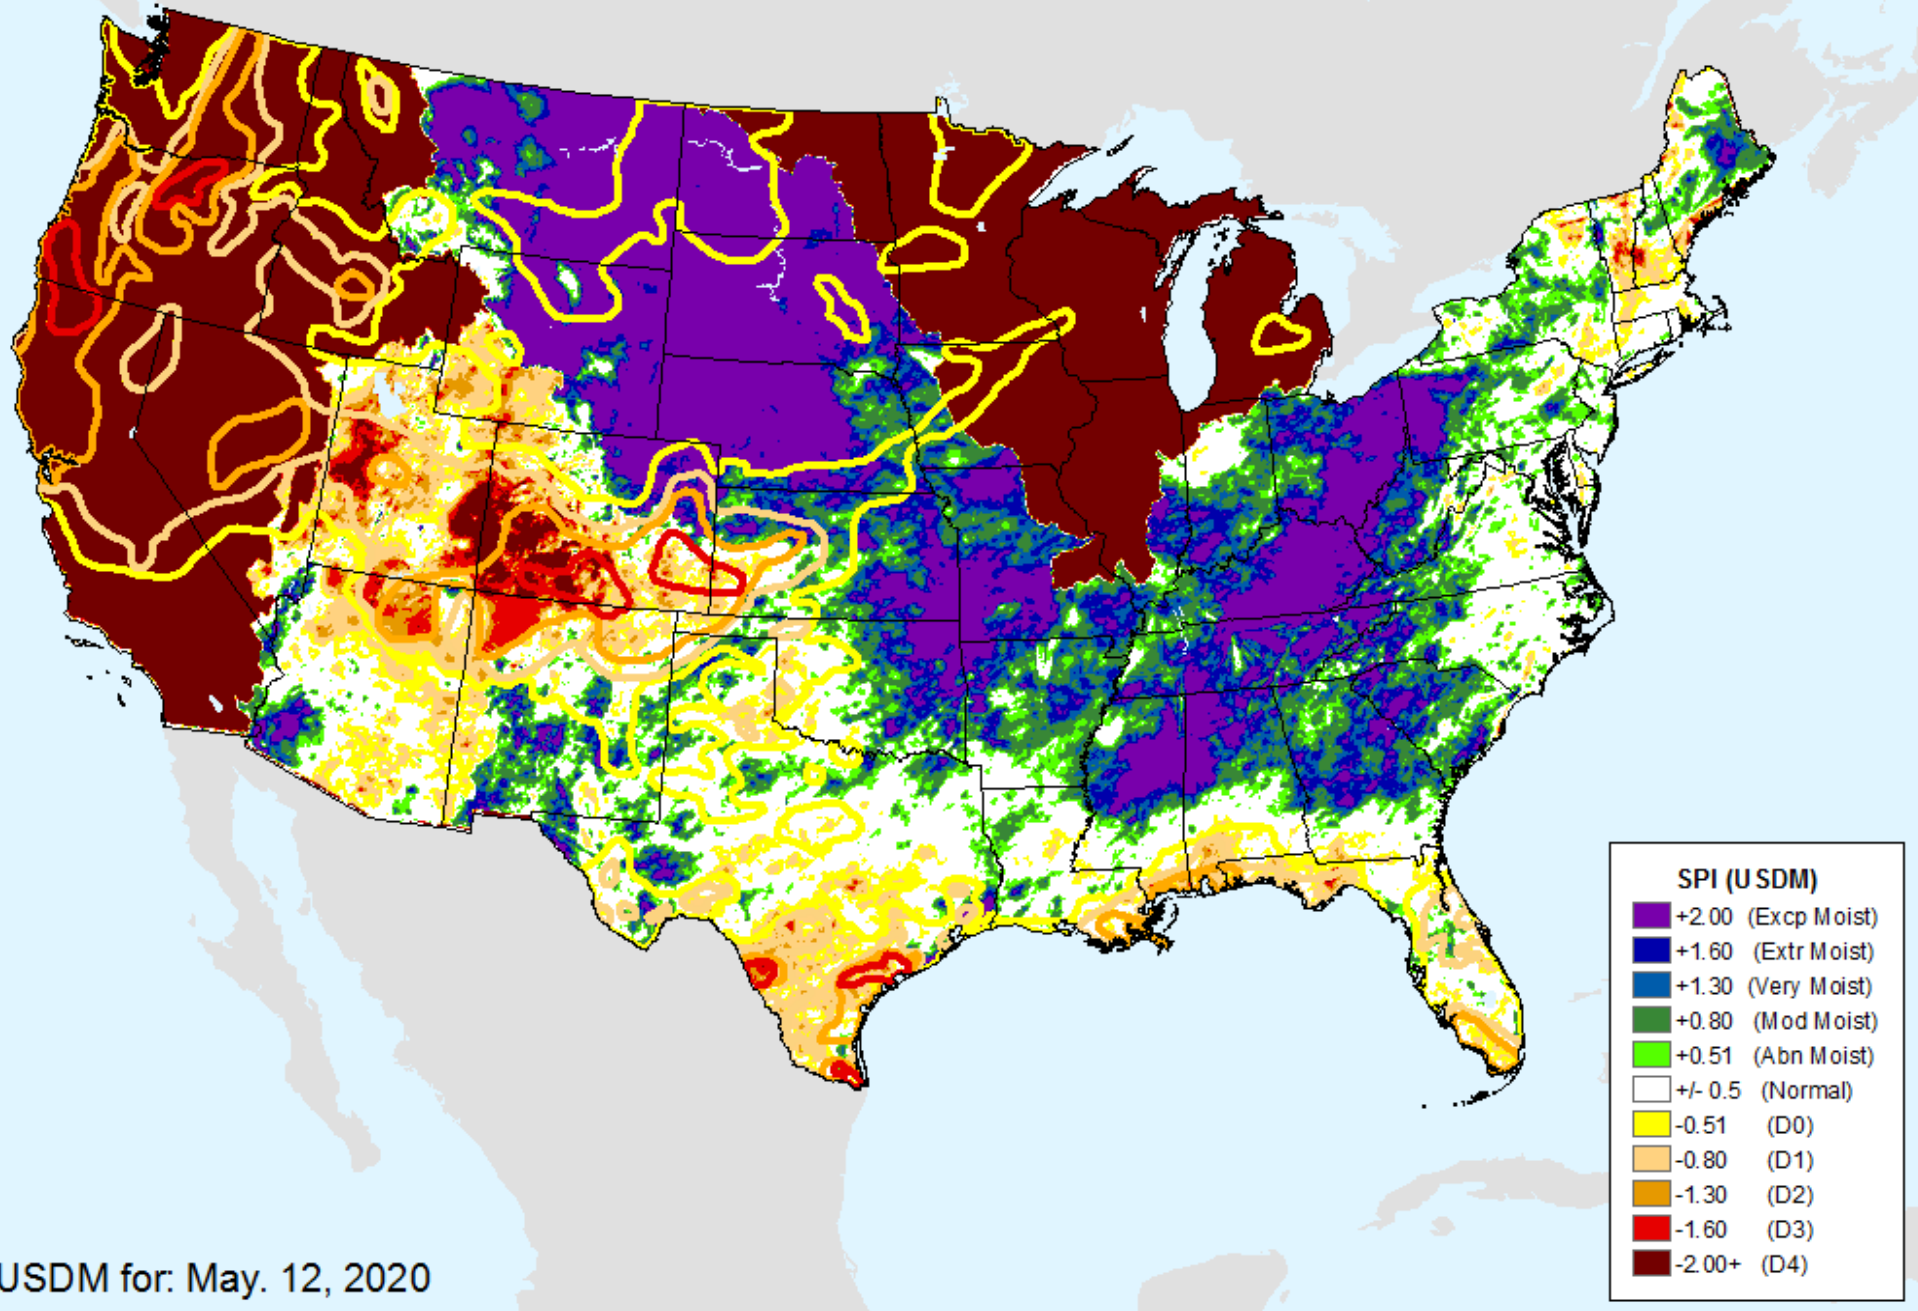 SPI (USDM)
+2.00 (Excp Moist)
+1.60 (Extr Moist)
+1.30 (Very Moist)
+0.80 (Mod Moist)
+0.51 (Abn Moist)
+/- 0.5 (Normal)
-0.51 (D0)
-0.80 (D1)
-1.30 (D2)
-1.60 (D3)
-2.00+ (D4)
USDM for: May. 12, 2020